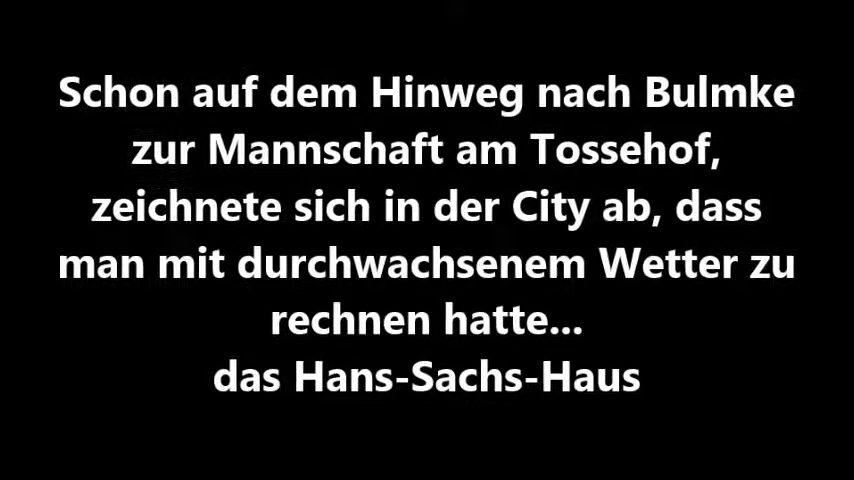 Schon auf dem Hinweg nach Bulmke
zur Mannschaft am Tossehof,
zeichnete sich in der City ab, dass
man mit durchwachsenem Wetter zu
rechnen hatte...
das Hans-Sachs-Haus